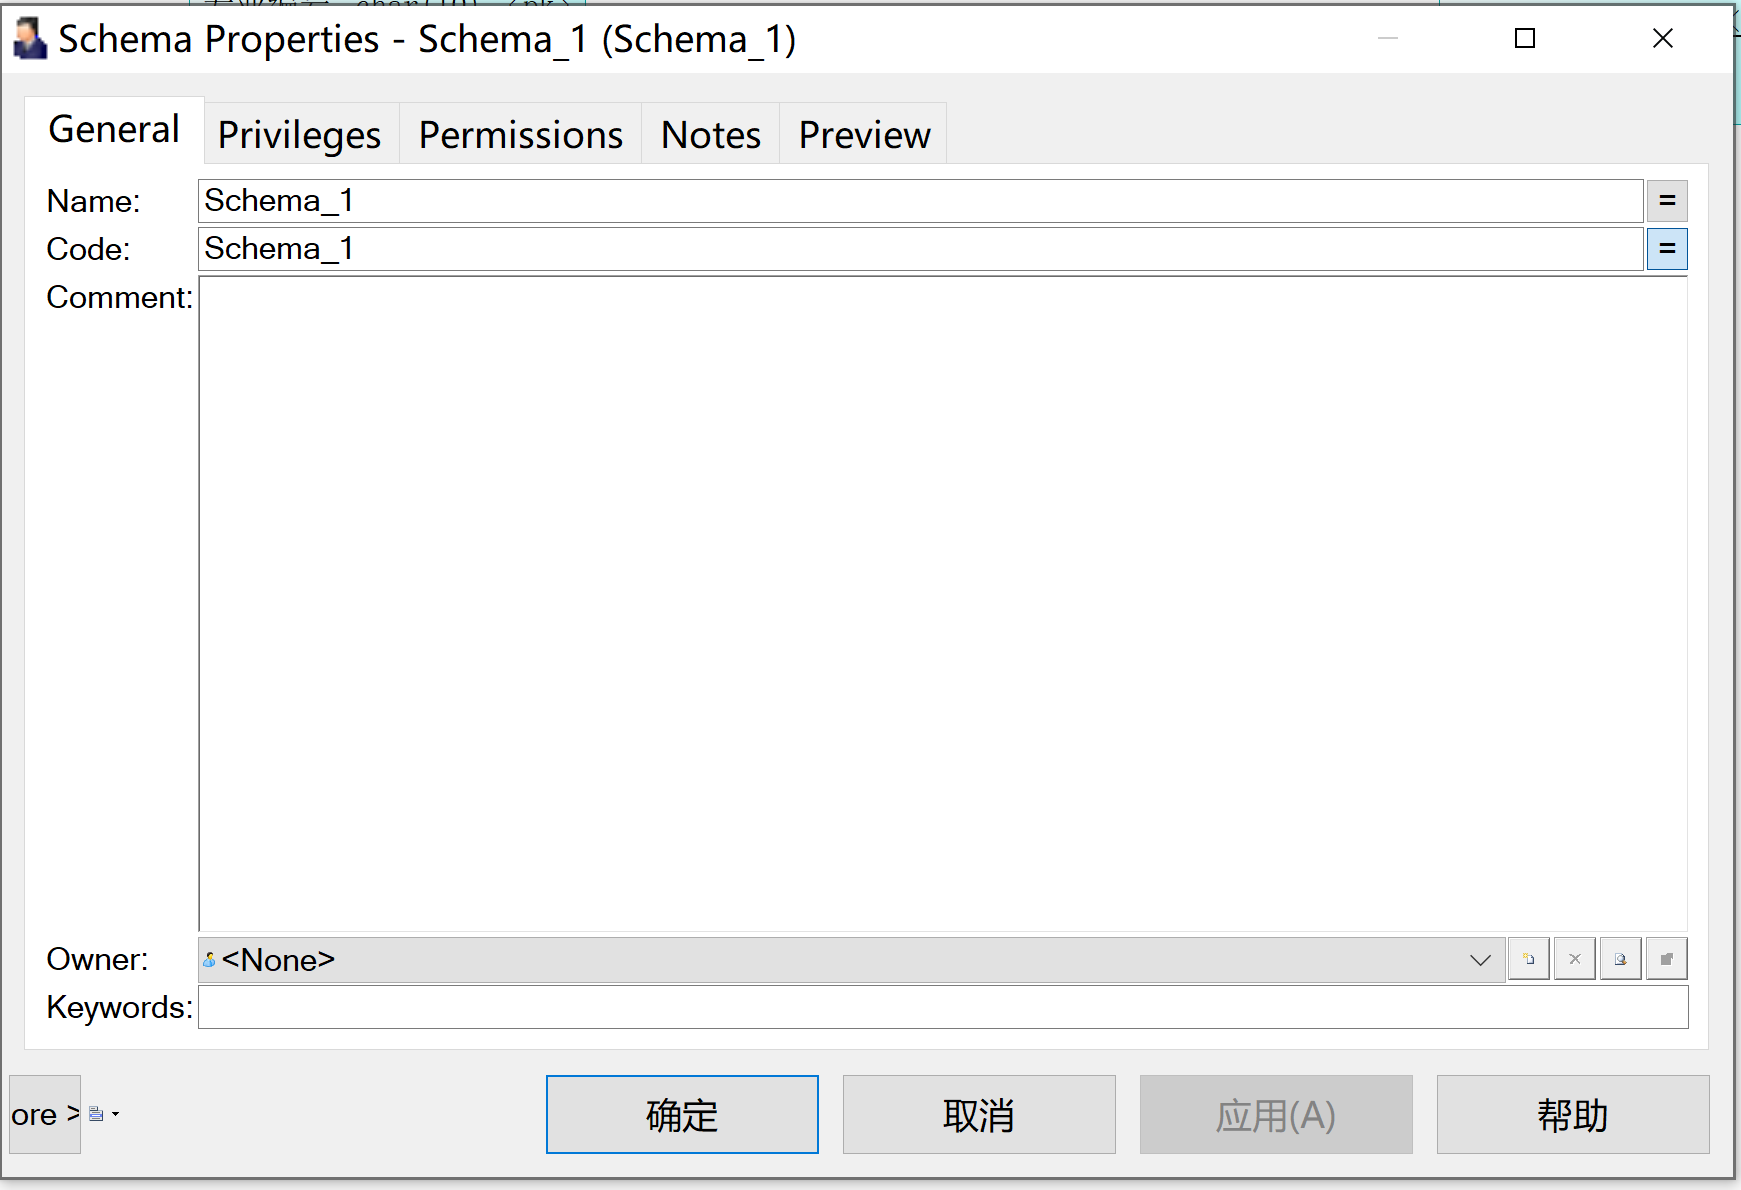 Schema Properties - Schema_1 (Schema_1)
General
Privileges
Permissions
Notes
Preview
Name:
Schema_1
=
Code:
Schema_1
=
Comment:
Owner:
<None>
Keywords:
ore >
确定
取消
应用(A)
帮助